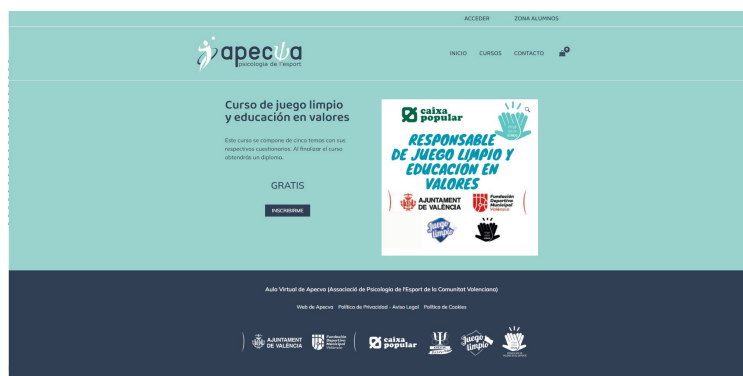 ACCEDER ZONA ALUMNOS
apecva
psicologia de l'esport
INICIO CURSOS CONTACTO 0
Curso de juego limpio
y educación en valores
Este curso se compone de cinco temas con sus
respectivos cuestionarios. Al finalizar el curso
obtendrás un diploma.
GRATIS
INSCRIBIRME
caixa
popular
RESPONSABLE
DE JUEGO LIMPIO Y
EDUCACIÓN EN
VALORES
AJUNTAMENT
DE VALÈNCIA
Fundación
Deportiva
Municipal
València
Juego
limpio
Aula Virtual de Apecva (Associació de Psicologia de l'Esport de la Comunitat Valenciana)
Web de Apecva Política de Privacidad - Aviso Legal Política de Cookies
AJUNTAMENT
DE VALÈNCIA
Fundación
Deportiva
Municipal
València
caixa
popular
Juego
limpio